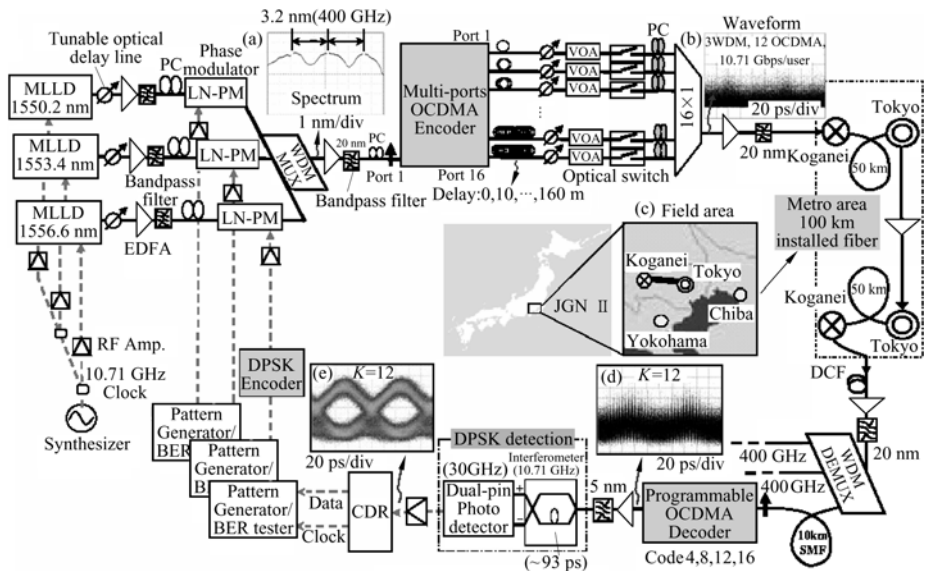 3.2 nm(400 GHz)
(a)
Tunable optical
delay line
PC
Phase
modulator
MLLD
1550.2 nm
LN-PM
Spectrum
1 nm/div
MLLD
1553.4 nm
LN-PM
Bandpass
filter
MLLD
1556.6 nm
LN-PM
EDFA
WDM
MUX
20 nm
PC
Port 1
Bandpass filter
Port 1
Multi-ports
OCDMA
Encoder
Port 16
VOA
VOA
VOA
VOA
VOA
PC
Optical switch
Delay:0,10,···,160 m
16×1
(b)
Waveform
3WDM, 12 OCDMA,
10.71 Gbps/user
20 ps/div
20 nm
Koganei
50 km
Tokyo
Metro area
100 km
installed fiber
Koganei
50 km
Tokyo
(c)
Field area
JGN II
Koganei
Tokyo
Chiba
Yokohama
DCF
20 nm
WDM
DEMUX
400 GHz
400 GHz
10km
SMF
RF Amp.
10.71 GHz
Clock
Synthesizer
DPSK
Encoder
Pattern
Generator/
BER
Pattern
Generator/
B
Pattern
Generator/
BER tester
(e)
K=12
20 ps/div
Data
Clock
CDR
DPSK detection
(30GHz)
Dual-pin
Photo
detector
+
−
Interferometer
(10.71 GHz)
(~93 ps)
5 nm
(d)
K=12
20 ps/div
Programmable
OCDMA
Decoder
Code 4,8,12,16